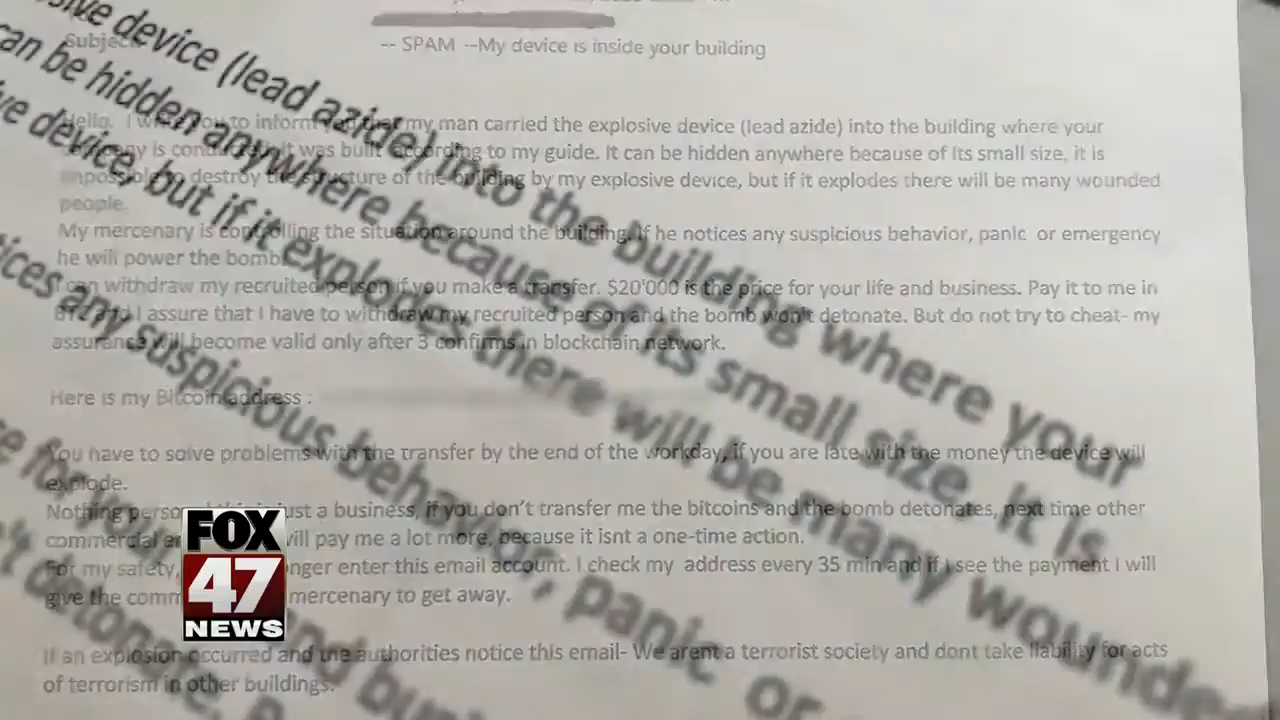 Subject:
-- SPAM --My device is inside your building
Hello. I write you to inform you that my man carried the explosive device (lead azide) into the building where your
company is conducted. It was built according to my guide. It can be hidden anywhere because of Its small size, it is
impossible to destroy the structure of the building by my explosive device, but if it explodes there will be many wounded
people.
My mercenary is controlling the situation around the building. If he notices any suspicious behavior, panic or emergency
he will power the bomb.
I can withdraw my recruited person if you make a transfer. $20'000 is the price for your life and business. Pay it to me in
BTC and I assure that I have to withdraw my recruited person and the bomb won't detonate. But do not try to cheat- my
assurance will become valid only after 3 confirms in blockchain network.
Here is my Bitcoin address :
You have to solve problems with the transfer by the end of the workday, if you are late with the money the device will
explode.
Nothing just a business, if you don't transfer me the bitcoins and the bomb detonates, next time other
commercial will pay me a lot more, because it isnt a one-time action.
For my safety, enter this email account. I check my address every 35 min and if I see the payment I will
give the mercenary to get away.
If an explosion occurred and the authorities notice this email- We arent a terrorist society and dont take liability for acts
of terrorism in other buildings.
device (lead azide) into the building where your
can be hidden anywhere because of Its small size, it is
device, but if it explodes there will be many wounded
any suspicious behavior, panic or
for your and business
detonate.
FOX
47
NEWS